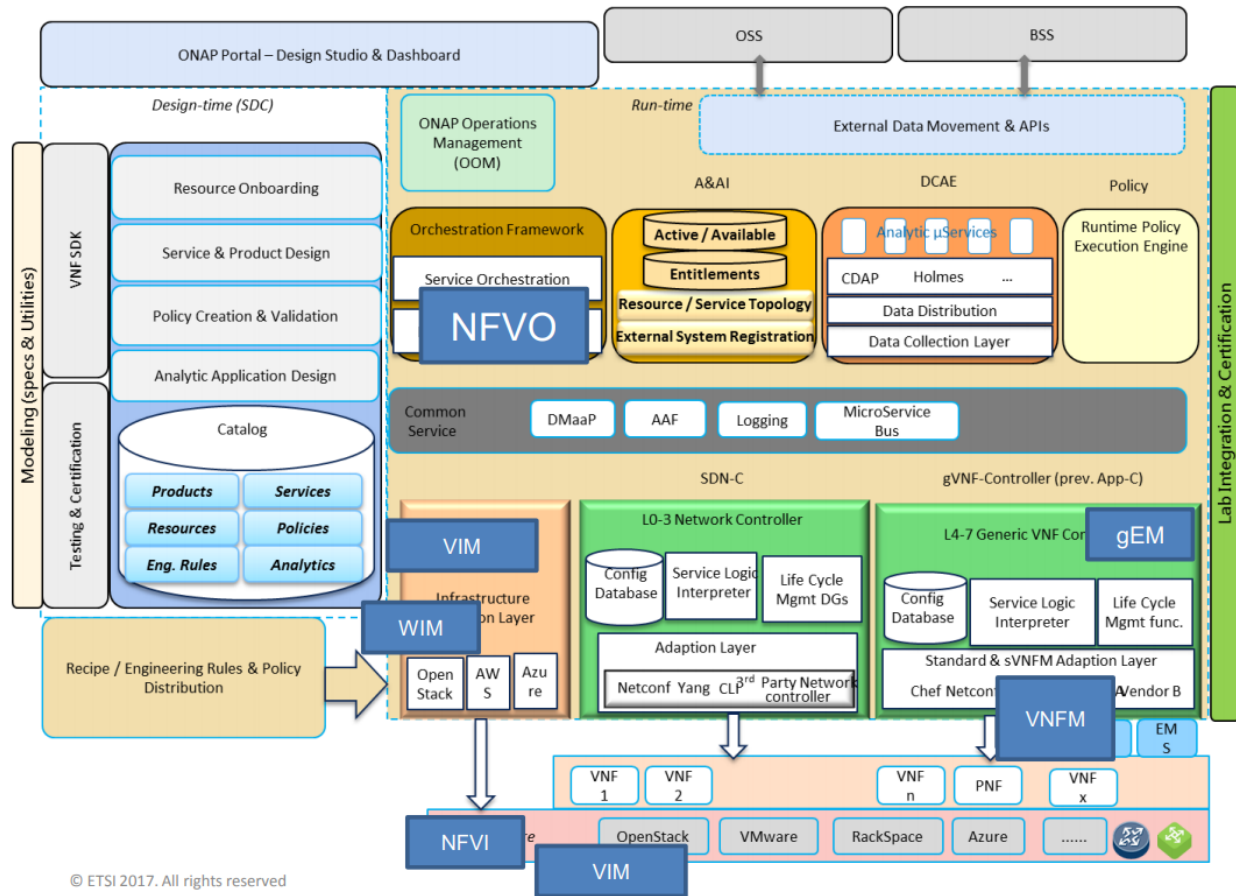 ONAP Portal – Design Studio & Dashboard
OSS
BSS
Design-time (SDC)
Run-time
ONAP Operations
Management
(OOM)
External Data Movement & APIs
Modeling (specs & Utilities)
VNF SDK
Testing & Certification
Resource Onboarding
Service & Product Design
Policy Creation & Validation
Analytic Application Design
Catalog
Products
Services
Resources
Policies
Eng. Rules
Analytics
A&AI
DCAE
Policy
Orchestration Framework
Service Orchestration
NFVO
Active / Available
Entitlements
Resource / Service Topology
External System Registration
Analytic µServices
CDAP
Holmes
...
Data Distribution
Data Collection Layer
Runtime Policy
Execution Engine
Common
Service
DMaaP
AAF
Logging
MicroService
Bus
SDN-C
gVNF-Controller (prev. App-C)
VIM
Infrastructure
Layer
WIM
Open
Stack
AW
S
Azu
re
L0-3 Network Controller
Config
Database
Service Logic
Interpreter
Life Cycle
Mgmt DGs
Adaption Layer
Netconf Yang CLI
3rd Party Network
controller
L4-7 Generic VNF
gEM
Config
Database
Service Logic
Interpreter
Life Cycle
Mgmt func.
Standard & sVNFM Adaption Layer
Chef Netconf
Vendor B
VNFM
EM
S
Recipe / Engineering Rules & Policy
Distribution
Lab Integration & Certification
VNF
1
VNF
2
VNF
n
PNF
VNF
x
NFVI
OpenStack
VMware
RackSpace
Azure
......
VIM
© ETSI 2017. All rights reserved